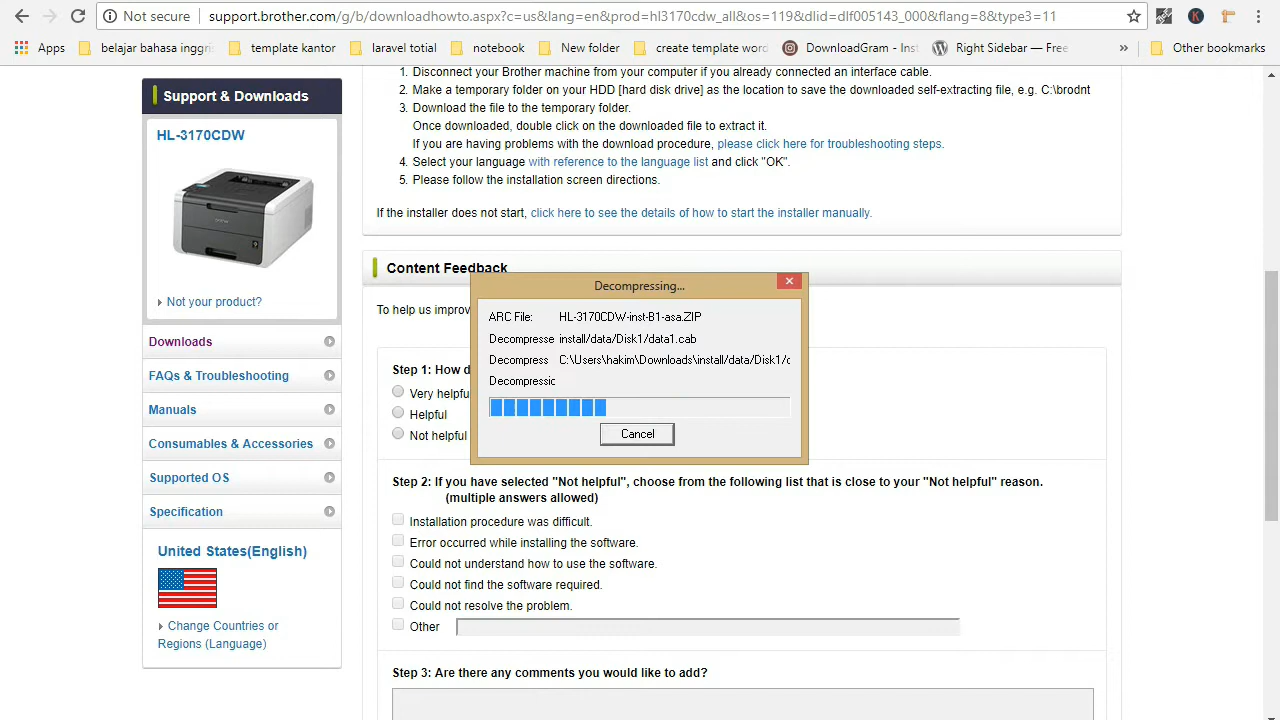 Not secure
support.brother.com/g/b/downloadhowto.aspx?c=us&lang=en&prod=hl3170cdw_all&os=119&dlid=dlf005143_000&flang=8&type3=11
Apps
belajar bahasa inggris
template kantor
laravel totial
notebook
New folder
create template word
DownloadGram - Inst
Right Sidebar — Free
»
Other bookmarks
Support & Downloads
HL-3170CDW
Not your product?
Downloads
FAQs & Troubleshooting
Manuals
Consumables & Accessories
Supported OS
Specification
United States(English)
Change Countries or
Regions (Language)
1. Disconnect your Brother machine from your computer if you already connected an interface cable.
2. Make a temporary folder on your HDD [hard disk drive] as the location to save the downloaded self-extracting file, e.g. C:\brodnt
3. Download the file to the temporary folder.
Once downloaded, double click on the downloaded file to extract it.
If you are having problems with the download procedure, please click here for troubleshooting steps.
4. Select your language with reference to the language list and click "OK".
5. Please follow the installation screen directions.
If the installer does not start, click here to see the details of how to start the installer manually.
Content Feedback
To help us improv
Decompressing...
ARC File: HL-3170CDW-inst-B1-asa.ZIP
Decompresse install/data/Disk1/data1.cab
Decompress C:\Users\hakim\Downloads\install/data/Disk1/c
Decompressic
Cancel
Step 1: How d
Very helpfu
Helpful
Not helpful
Step 2: If you have selected "Not helpful", choose from the following list that is close to your "Not helpful" reason.
(multiple answers allowed)
Installation procedure was difficult.
Error occurred while installing the software.
Could not understand how to use the software.
Could not find the software required.
Could not resolve the problem.
Other
Step 3: Are there any comments you would like to add?